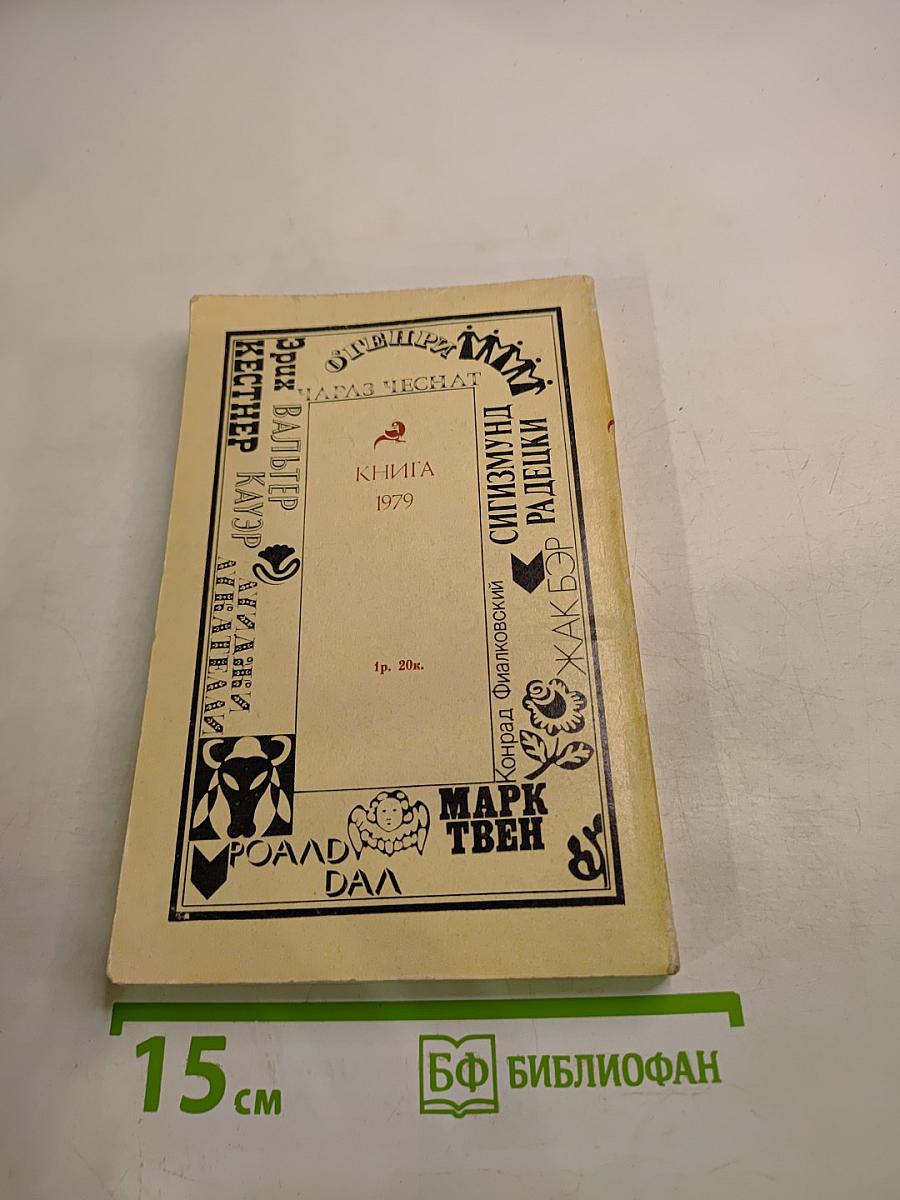 О'ГЕНРИ
ЧАРЛЗ ЧЕСНАТ
Эрих
КЕСТНЕР
ВАЛЬТЕР
КАУЭР
ЛИДЖИ
СИГИЗМУНД
РАДЕЦКИ
ЖАК БЭР
Конрад Фиалковский
КНИГА
1979
1р. 20к.
МАРК
ТВЕН
РОАЛД
ДАЛ
15 см
БФ БИБЛИОФАН